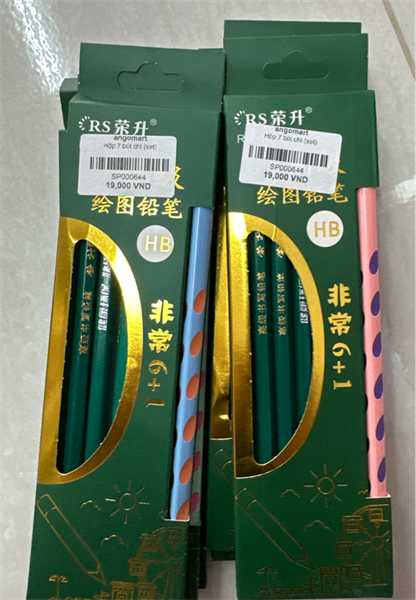 RS荣升®
angomart
Hộp 7 bút chì (set)
SP000644
19,000 VND
绘图铅笔
HB
非常6+1
RS荣升®
angomart
Hộp 7 bút chì (set)
SP000644
19,000 VND
绘图铅笔
HB
非常6+1